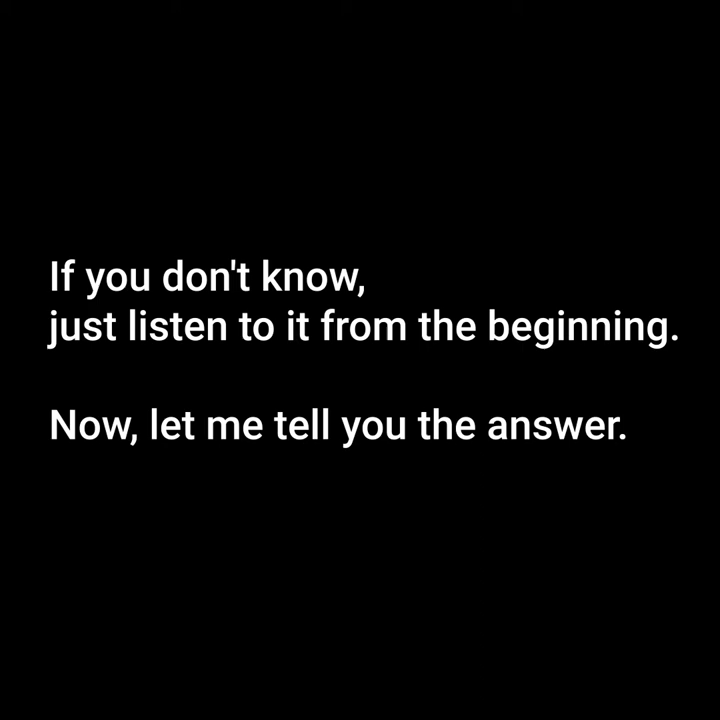 If you don't know,
just listen to it from the beginning.
Now, let me tell you the answer.